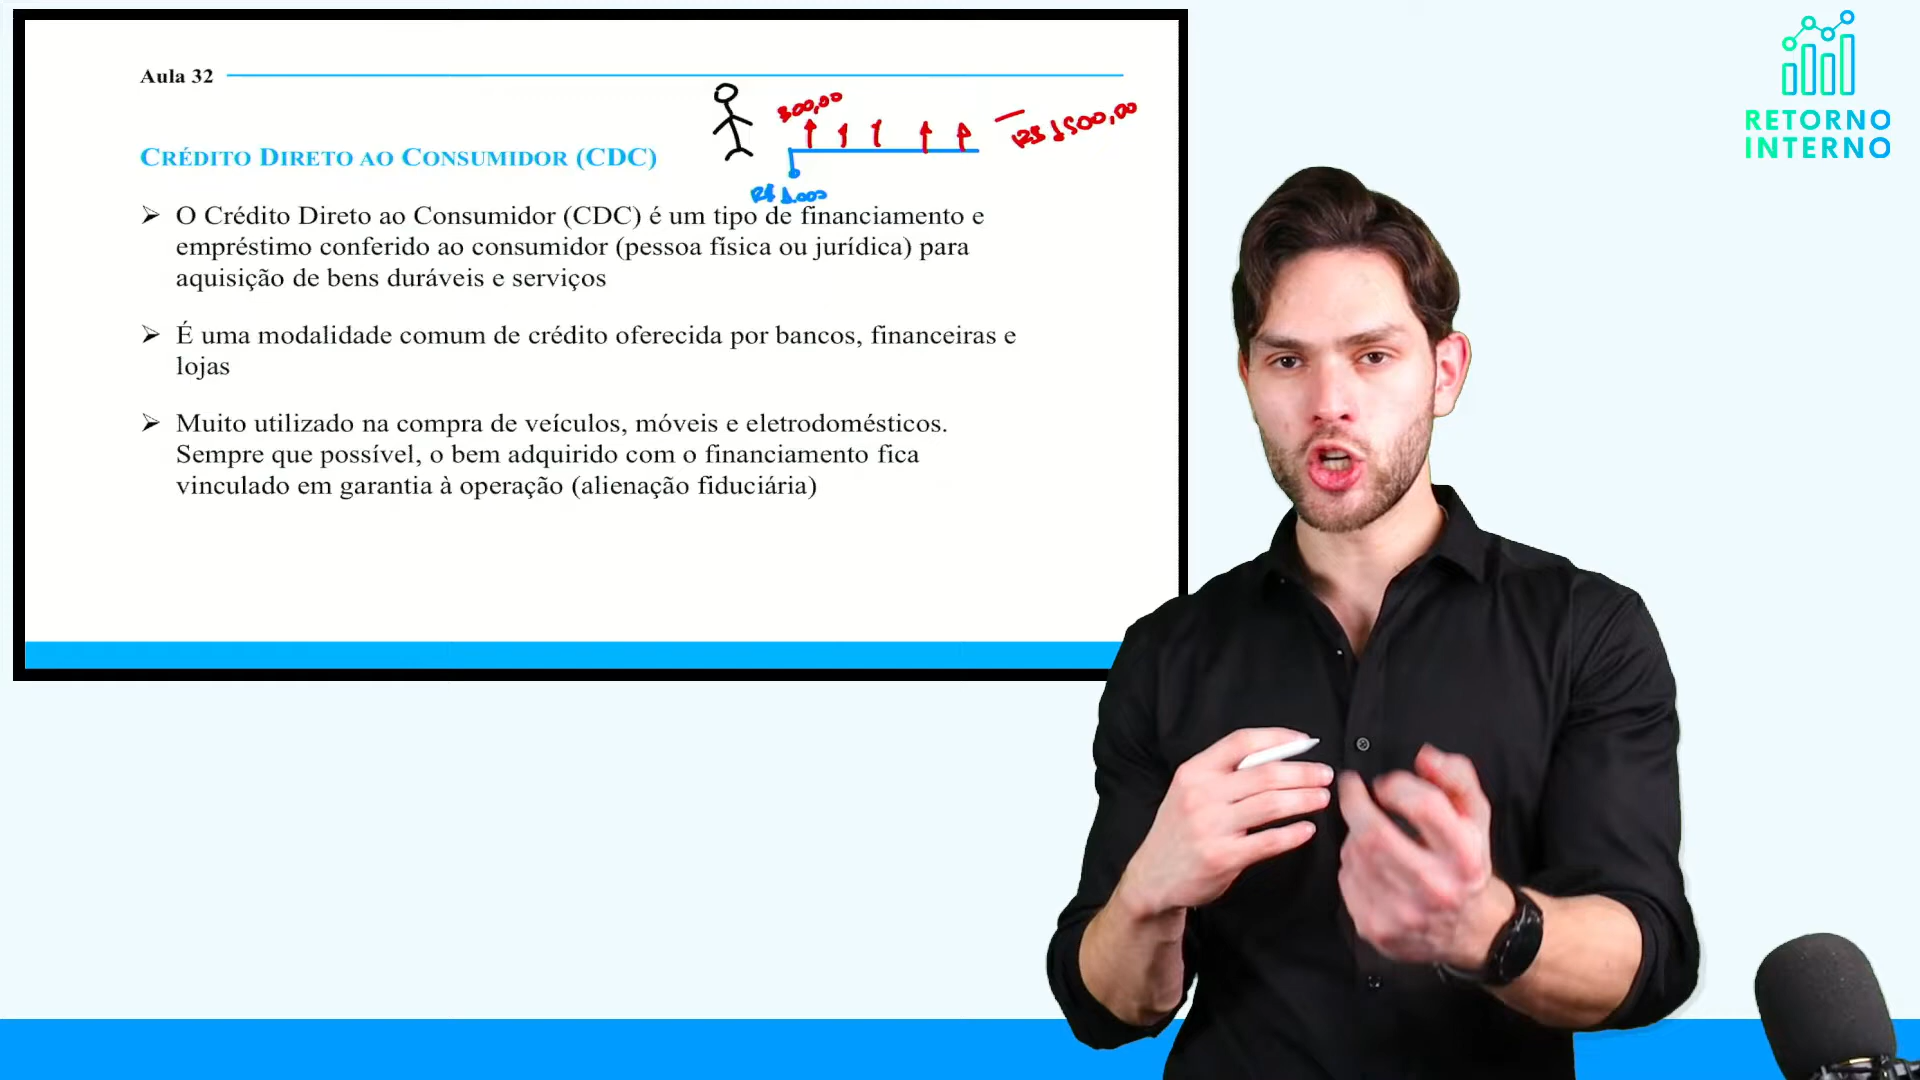 Aula 32
300,00
R$ 1500,00
CRÉDITO DIRETO AO CONSUMIDOR (CDC)
R$ 1.000
➢ O Crédito Direto ao Consumidor (CDC) é um tipo de financiamento e
empréstimo conferido ao consumidor (pessoa física ou jurídica) para
aquisição de bens duráveis e serviços
➢ É uma modalidade comum de crédito oferecida por bancos, financeiras e
lojas
➢ Muito utilizado na compra de veículos, móveis e eletrodomésticos.
Sempre que possível, o bem adquirido com o financiamento fica
vinculado em garantia à operação (alienação fiduciária)
RETORNO
INTERNO